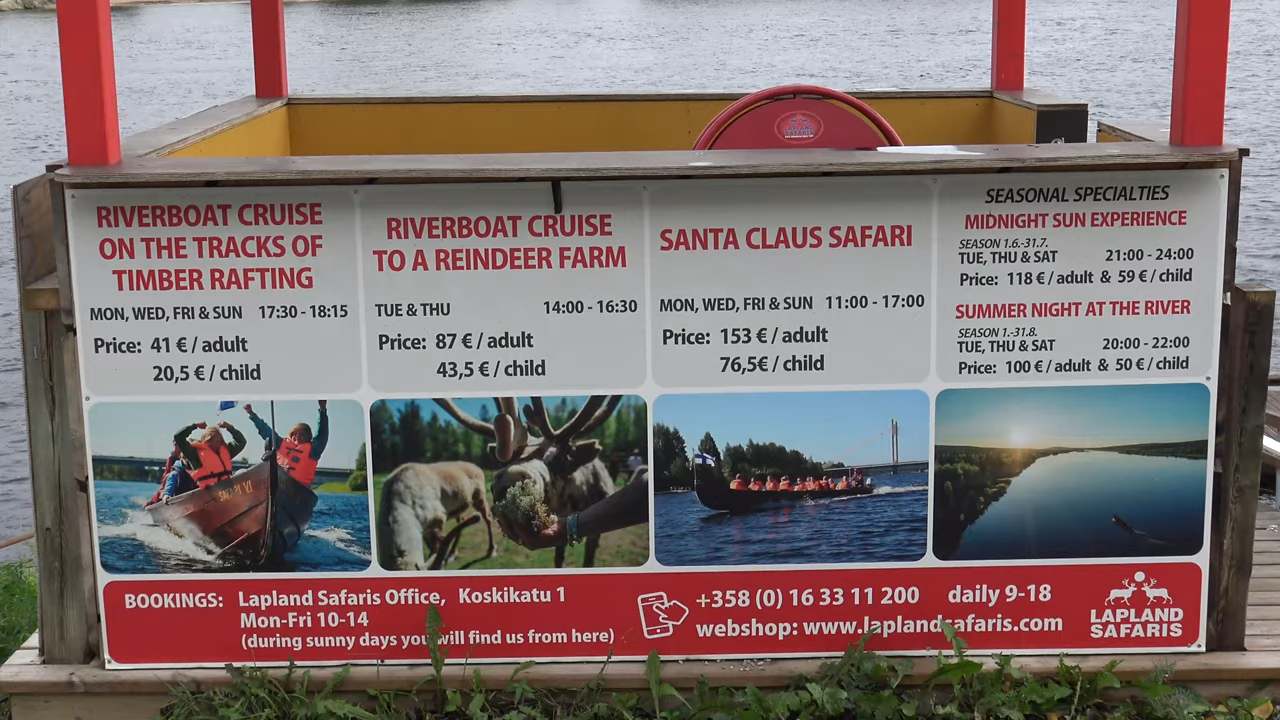 RIVERBOAT CRUISE
ON THE TRACKS OF
TIMBER RAFTING
MON, WED, FRI & SUN 17:30 - 18:15
Price: 41 € / adult
20,5 € / child
RIVERBOAT CRUISE
TO A REINDEER FARM
TUE & THU 14:00 - 16:30
Price: 87 € / adult
43,5 € / child
SANTA CLAUS SAFARI
MON, WED, FRI & SUN 11:00 - 17:00
Price: 153 € / adult
76,5€ / child
SEASONAL SPECIALTIES
MIDNIGHT SUN EXPERIENCE
SEASON 1.6.-31.7.
TUE, THU & SAT 21:00 - 24:00
Price: 118 € / adult & 59 € / child
SUMMER NIGHT AT THE RIVER
SEASON 1.-31.8.
TUE, THU & SAT 20:00 - 22:00
Price: 100 € / adult & 50 € / child
SAFARI VI
BOOKINGS: Lapland Safaris Office, Koskikatu 1
Mon-Fri 10-14
(during sunny days you will find us from here)
+358 (0) 16 33 11 200 daily 9-18
webshop: www.laplandsafaris.com
LAPLAND
SAFARIS